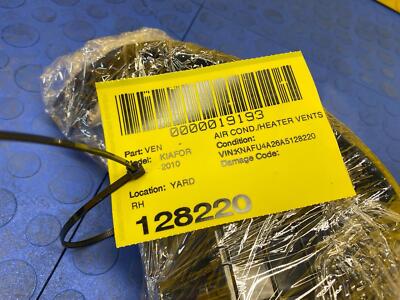 0000019193
Part: VEN AIR COND./HEATER VENTS
Model: KIAFOR Condition:
2010 VIN:KNAFU4A26A5128220
Damage Code:
Location: YARD
RH
128220